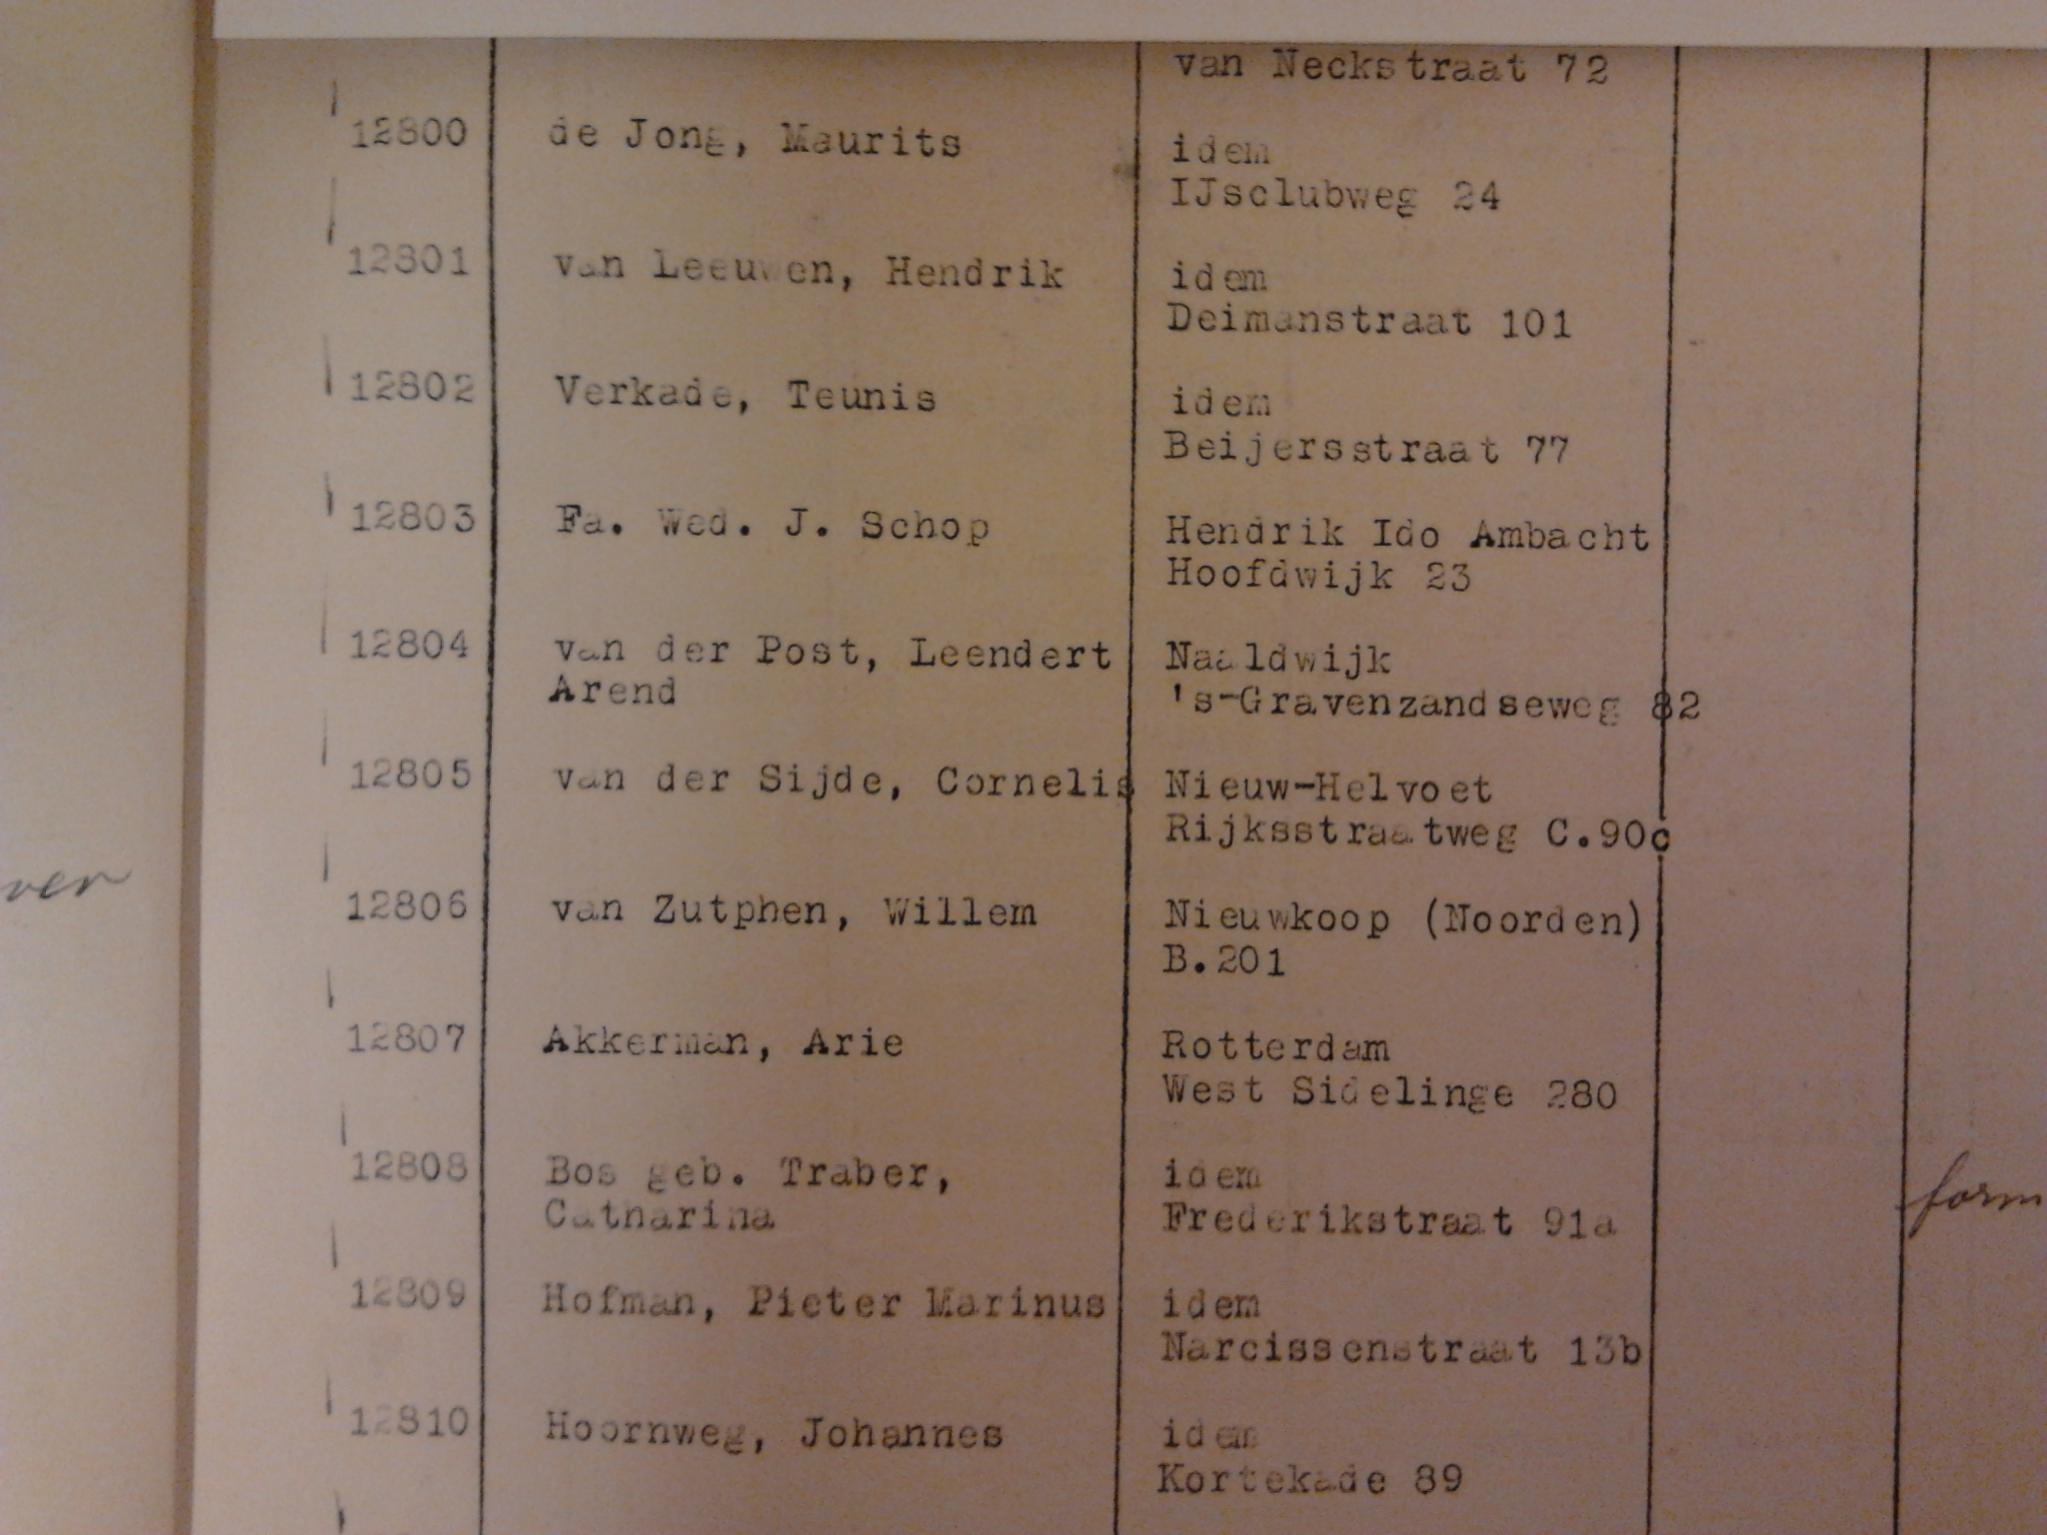 van Neckstraat 72
12800 de Jong, Maurits idem
IJsclubweg 24
12801 van Leeuwen, Hendrik idem
Deimanstraat 101
12802 Verkade, Teunis idem
Beijersstraat 77
12803 Fa. Wed. J. Schop Hendrik Ido Ambacht
Hoofdwijk 23
12804 van der Post, Leendert Naaldwijk
Arend 's-Gravenzandseweg 82
12805 van der Sijde, Cornelis Nieuw-Helvoet
Rijksstraatweg C.90c
ver
12806 van Zutphen, Willem Nieuwkoop (Noorden)
B.201
12807 Akkerman, Arie Rotterdam
West Sidelinge 280
12808 Bos geb. Traber, idem
Catharina Frederikstraat 91a form
12809 Hofman, Pieter Marinus idem
Narcissenstraat 13b
12810 Hoornweg, Johannes idem
Kortekade 89